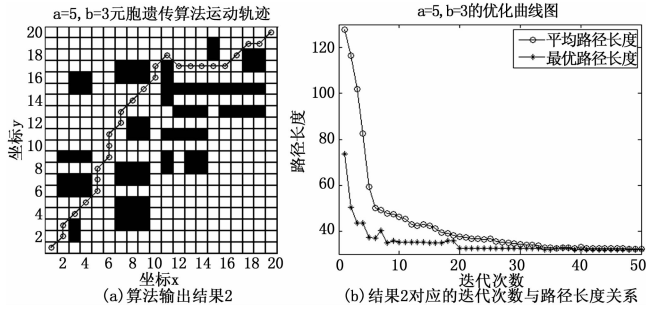 a=5,b=3元胞遗传算法运动轨迹
20
18
16
14
12
10
8
6
4
2
坐标y
2 4 6 8 10 12 14 16 18 20
坐标x
(a)算法输出结果2
a=5,b=3的优化曲线图
平均路径长度
最优路径长度
120
100
80
60
40
路径长度
0 10 20 30 40 50
迭代次数
(b)结果2对应的迭代次数与路径长度关系